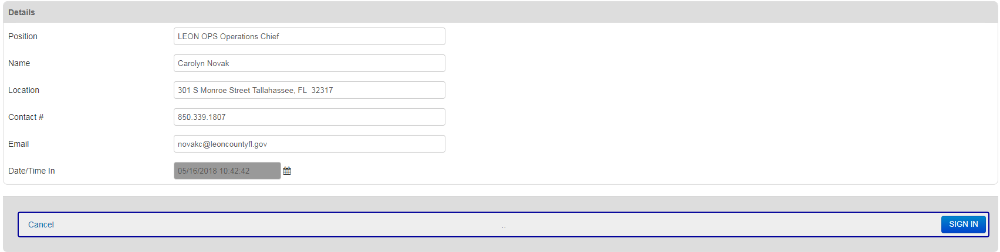 Details
Position LEON OPS Operations Chief
Name Carolyn Novak
Location 301 S Monroe Street Tallahassee, FL  32317
Contact # 850.339.1807
Email novakc@leoncountyfl.gov
Date/Time In 05/16/2018 10:42:42
Cancel .. SIGN IN